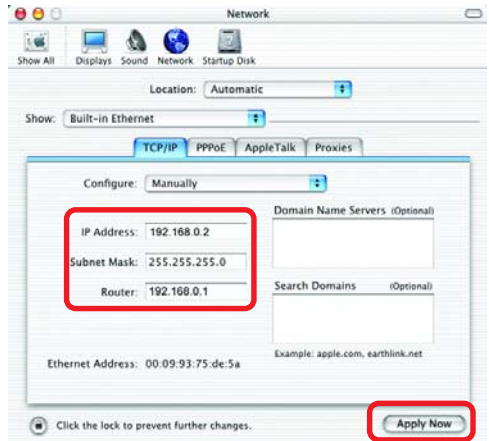 Network
Show All Displays Sound Network Startup Disk
Location: Automatic
Show: Built-in Ethernet
TCP/IP PPPoE AppleTalk Proxies
Configure: Manually
Domain Name Servers (Optional)
IP Address: 192.168.0.2
Subnet Mask: 255.255.255.0
Router: 192.168.0.1
Search Domains (Optional)
Example: apple.com, earthlink.net
Ethernet Address: 00:09:93:75:de:5a
Click the lock to prevent further changes.
Apply Now